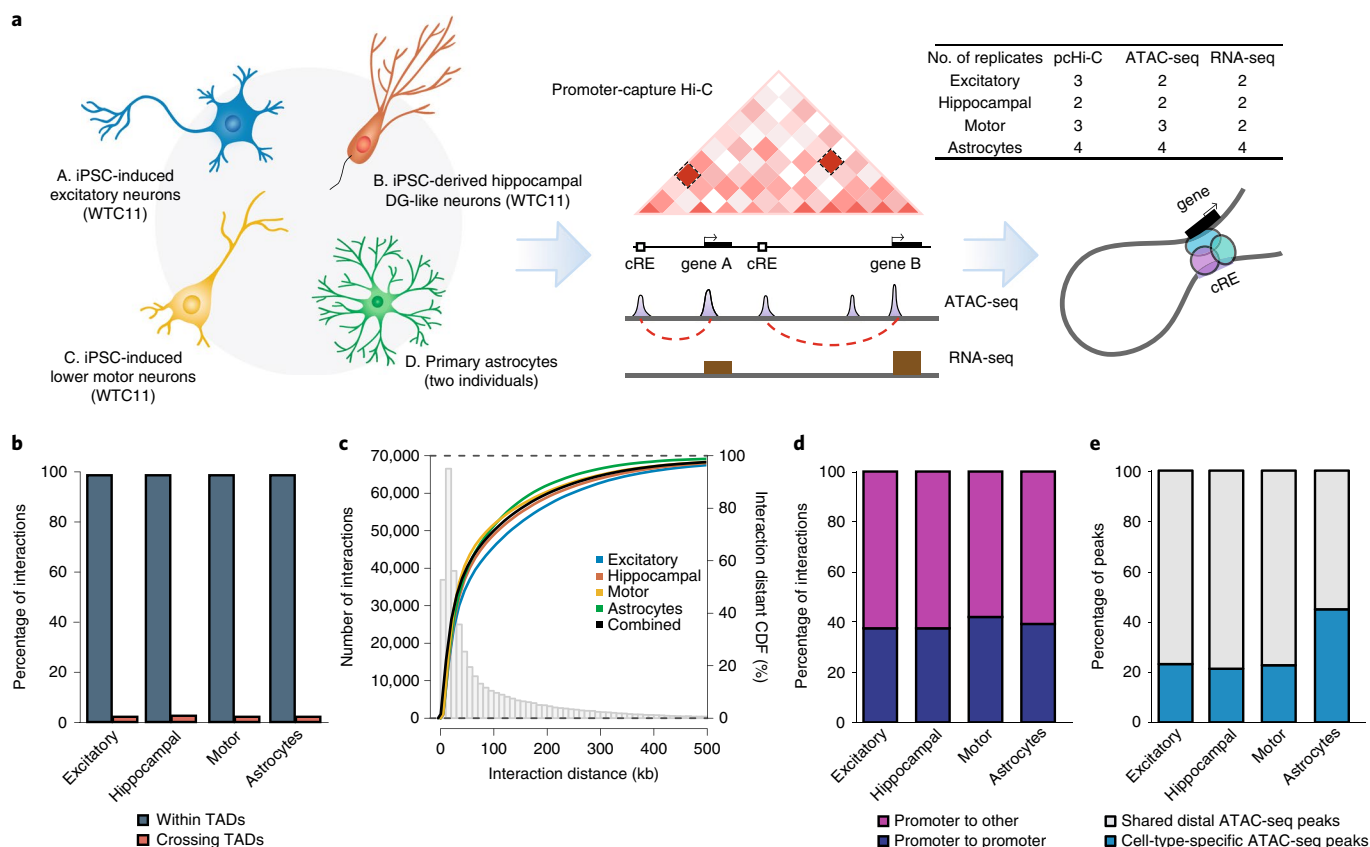 a
No. of replicates pcHi-C ATAC-seq RNA-seq
Excitatory 3 2 2
Hippocampal 2 2 2
Motor 3 3 2
Astrocytes 4 4 4
A. iPSC-induced
excitatory neurons
(WTC11)
B. iPSC-derived hippocampal
DG-like neurons (WTC11)
C. iPSC-induced
lower motor neurons
(WTC11)
D. Primary astrocytes
(two individuals)
Promoter-capture Hi-C
cRE gene A cRE gene B
ATAC-seq
RNA-seq
gene
cRE
b
Percentage of interactions
100
80
60
40
20
0
Excitatory
Hippocampal
Motor
Astrocytes
Within TADs
Crossing TADs
c
Number of interactions
70,000
60,000
50,000
40,000
30,000
20,000
10,000
0
0 100 200 300 400 500
Interaction distance (kb)
100
80
60
40
20
0
Interaction distant CDF
(%)
Excitatory
Hippocampal
Motor
Astrocytes
Combined
d
Percentage of interactions
100
80
60
40
20
0
Excitatory
Hippocampal
Motor
Astrocytes
Promoter to other
Promoter to promoter
e
Percentage of peaks
100
80
60
40
20
0
Excitatory
Hippocampal
Motor
Astrocytes
Shared distal ATAC-seq peaks
Cell-type-specific ATAC-seq peaks